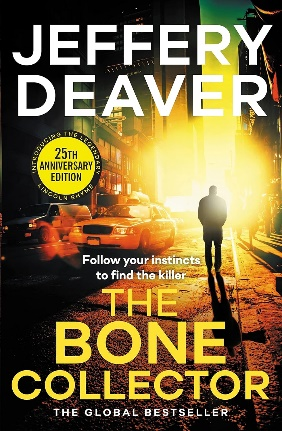 JEFFERY
DEAVER
INTRODUCING THE LEGENDARY
25TH
ANNIVERSARY
EDITION
LINCOLN RHYME
Follow your instincts
to find the killer
THE
BONE
COLLECTOR
THE GLOBAL BESTSELLER